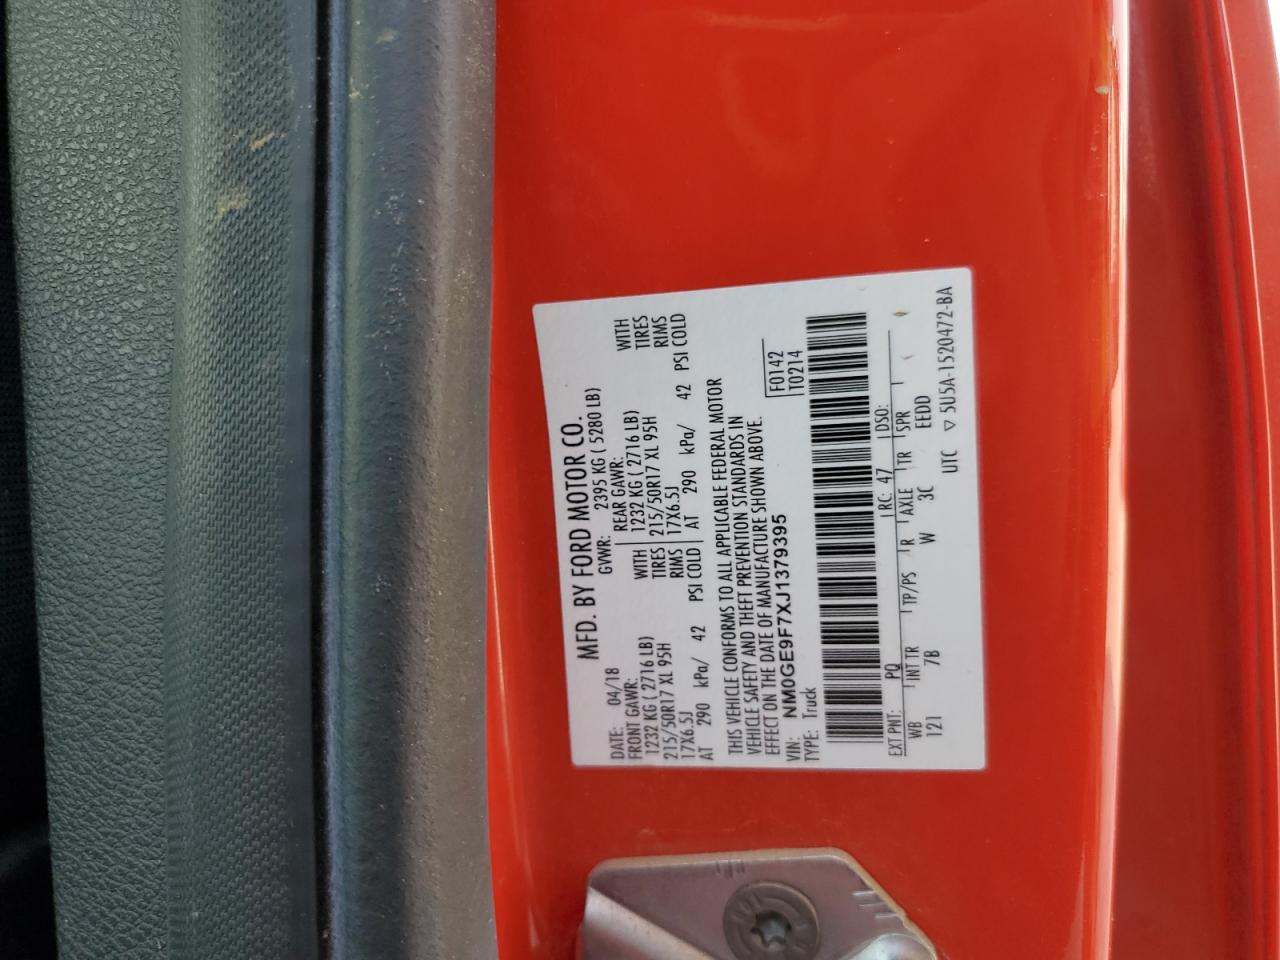 MFD. BY FORD MOTOR CO.
DATE: 04/18 GVWR: 2395 KG ( 5280 LB)
FRONT GAWR: REAR GAWR:
1232 KG ( 2716 LB) WITH 1232 KG ( 2716 LB) WITH
215/50R17 XL 95H TIRES 215/50R17 XL 95H TIRES
17X6.5J RIMS 17X6.5J RIMS
AT 290 kPa/ 42 PSI COLD AT 290 kPa/ 42 PSI COLD
THIS VEHICLE CONFORMS TO ALL APPLICABLE FEDERAL MOTOR
VEHICLE SAFETY AND THEFT PREVENTION STANDARDS IN
EFFECT ON THE DATE OF MANUFACTURE SHOWN ABOVE.
VIN: NM0GE9F7XJ1379395 F0142
TYPE: Truck T0214
EXT PNT: PQ RC: 47 DSO:
WB INT TR TP/PS R AXLE TR SPR
121 7B W 3C EEDD
UTC ▽ 5U5A-1520472-BA